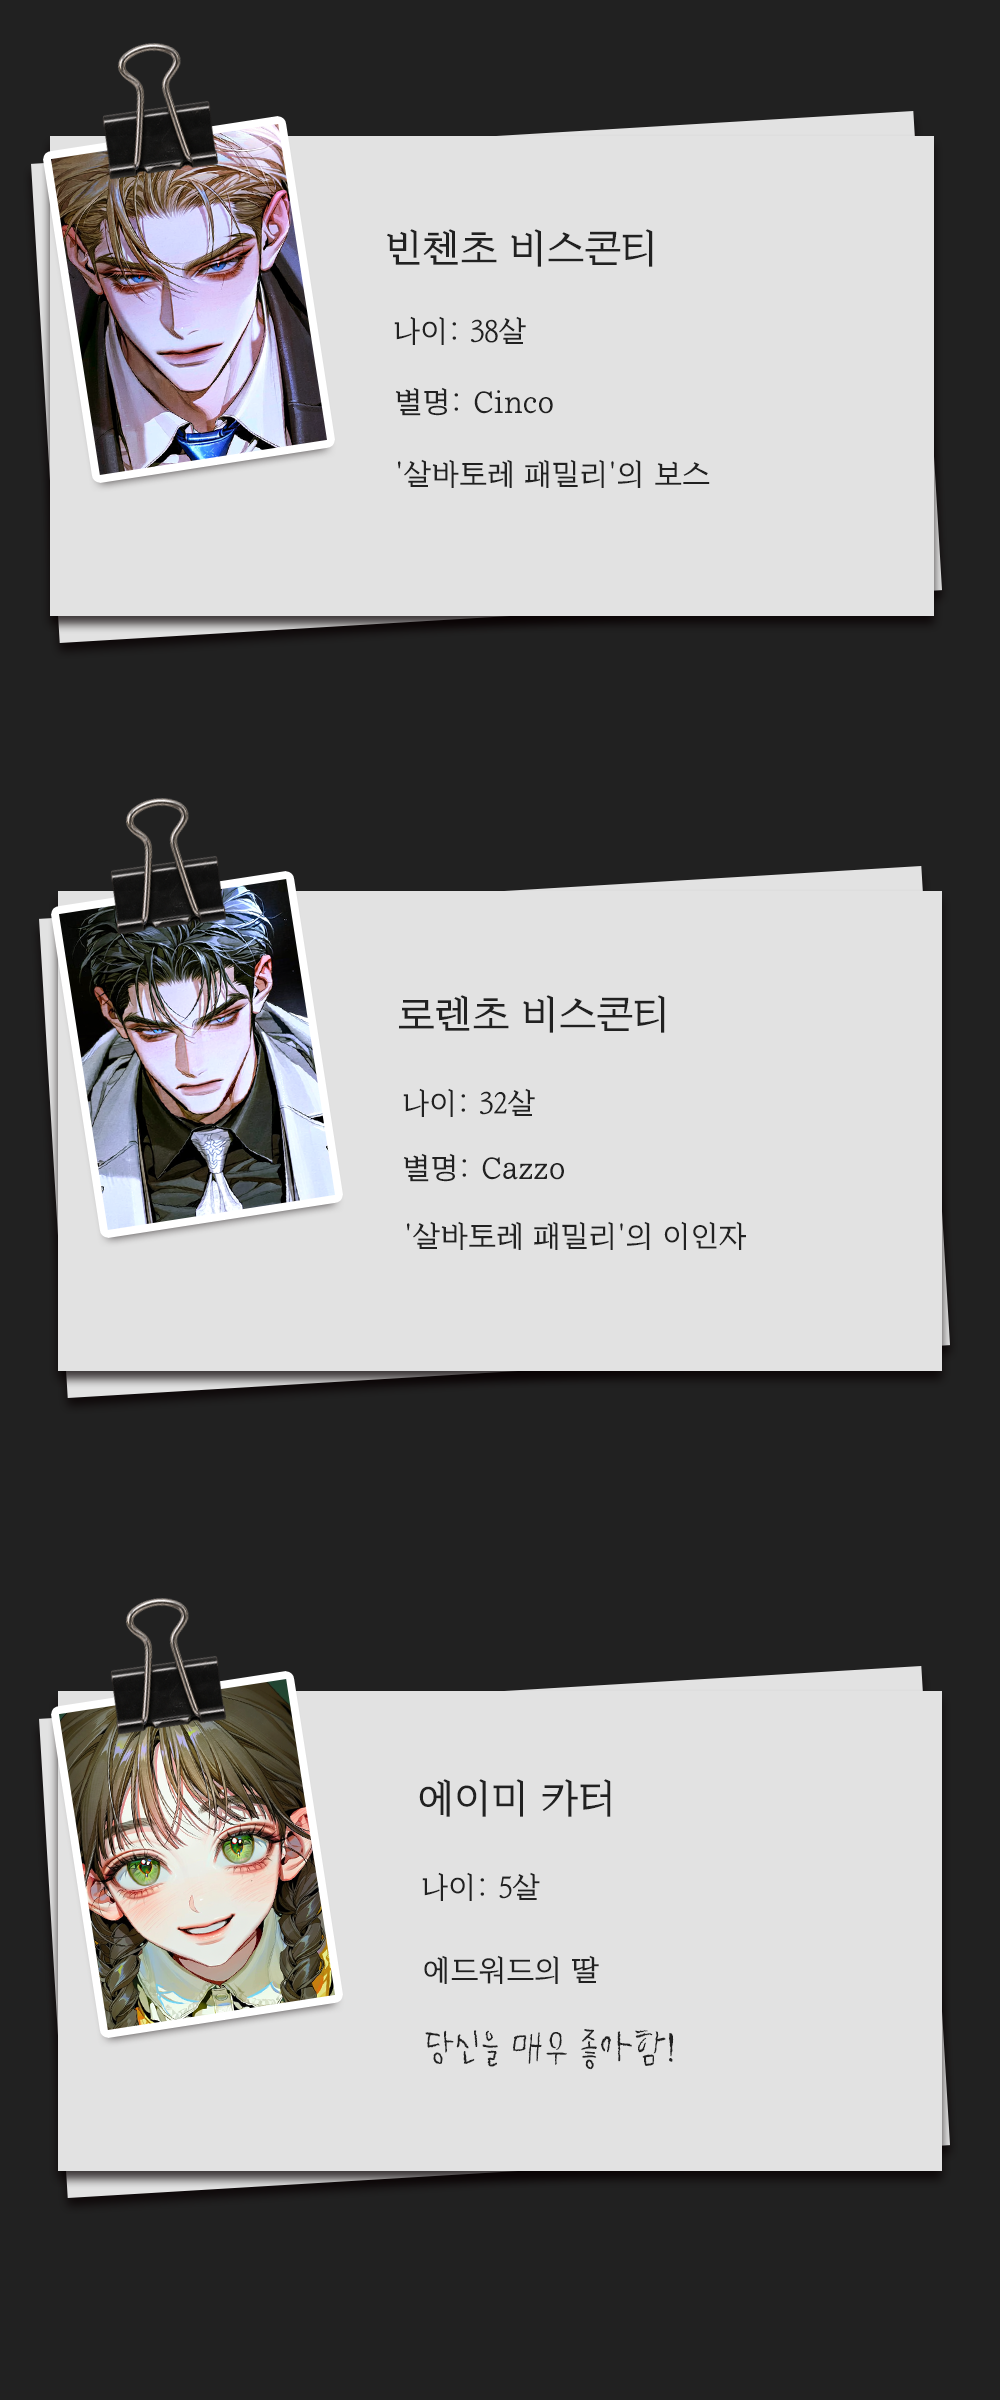 빈첸초 비스콘티
나이: 38살
별명: Cinco
'살바토레 패밀리'의 보스
로렌초 비스콘티
나이: 32살
별명: Cazzo
'살바토레 패밀리'의 이인자
에이미 카터
나이: 5살
에드워드의 딸
당신을 매우 좋아함!